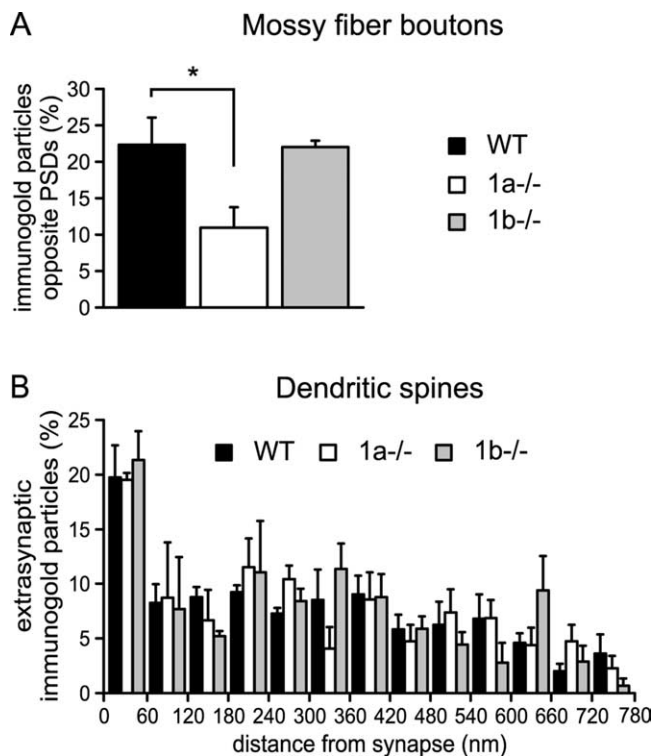 A
Mossy fiber boutons
immunogold particles
opposite PSDs (%)
30
25
20
15
10
5
0
*
WT
1a-/-
1b-/-
B
Dendritic spines
extrasynaptic
immunogold particles (%)
25
20
15
10
5
0
WT 1a-/- 1b-/-
0 60 120 180 240 300 360 420 480 540 600 660 720 780
distance from synapse (nm)